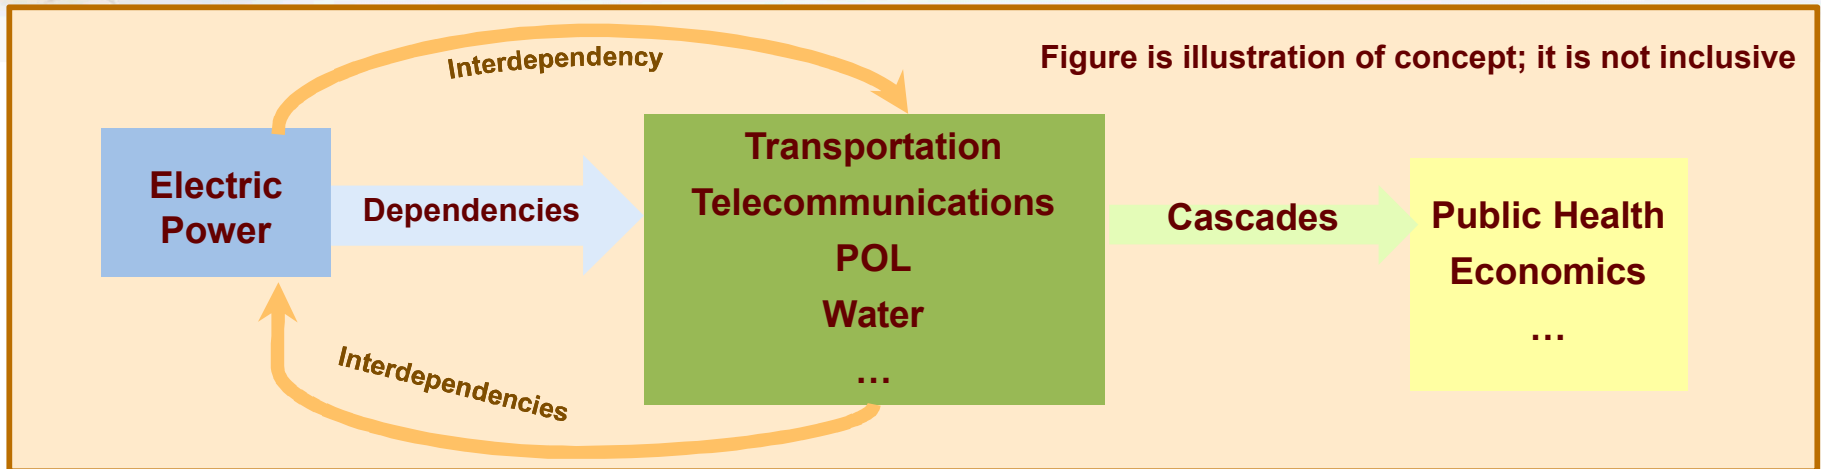 Interdependency
Figure is illustration of concept; it is not inclusive
Electric
Power
Dependencies
Transportation
Telecommunications
POL
Water
...
Cascades
Public Health
Economics
...
Interdependencies